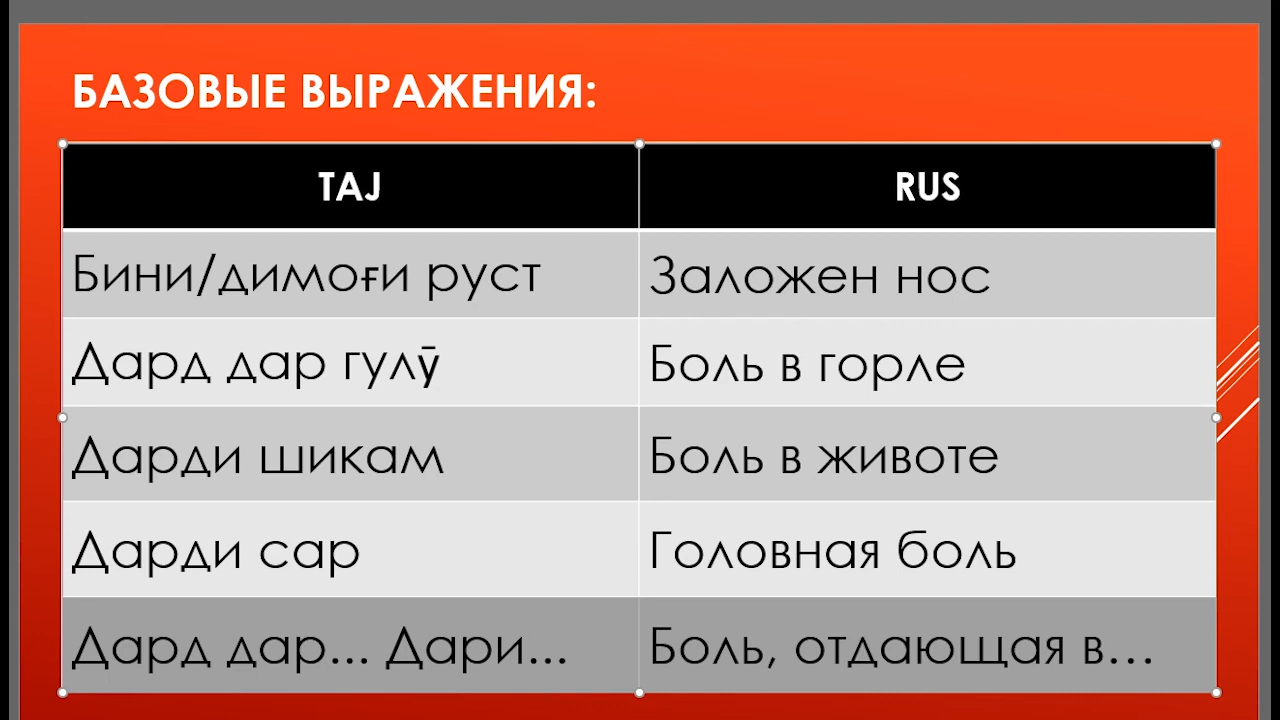 БАЗОВЫЕ ВЫРАЖЕНИЯ:
TAJ RUS
Бини/димоғи руст Заложен нос
Дард дар гулӯ Боль в горле
Дарди шикам Боль в животе
Дарди сар Головная боль
Дард дар... Дари... Боль, отдающая в...